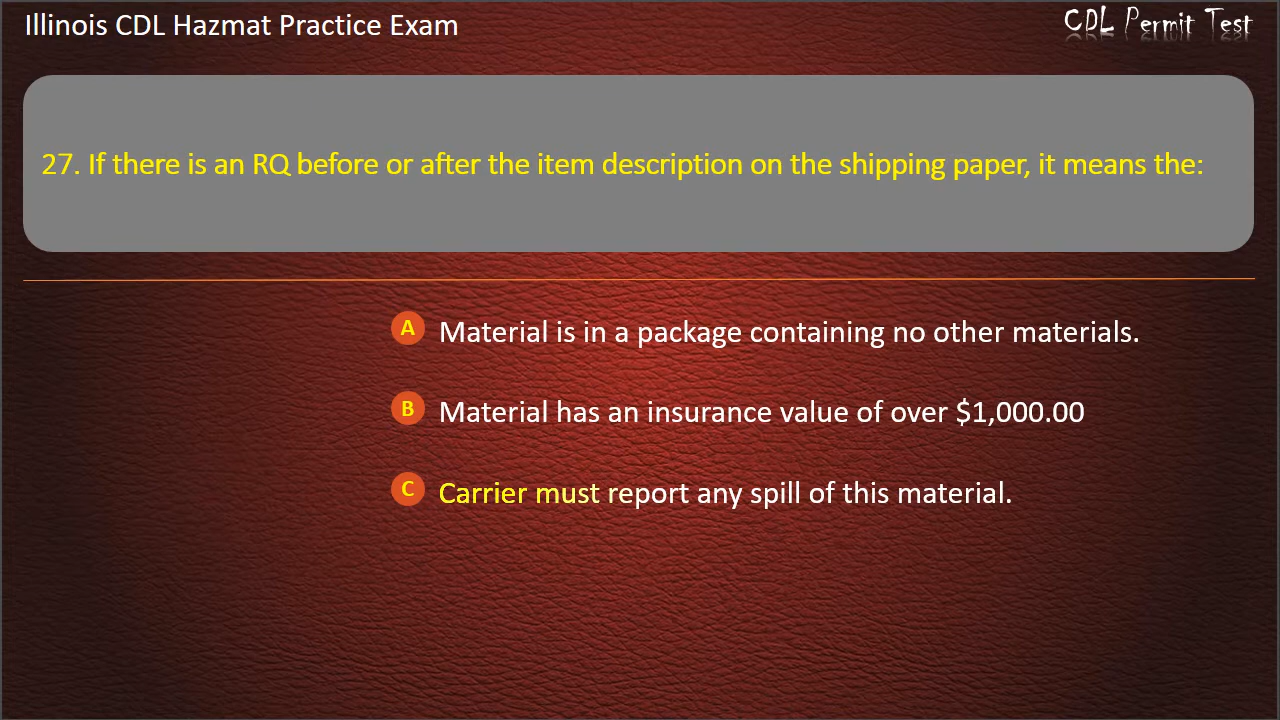 Illinois CDL Hazmat Practice Exam
CDL Permit Test
27. If there is an RQ before or after the item description on the shipping paper, it means the:
A Material is in a package containing no other materials.
B Material has an insurance value of over $1,000.00
C Carrier must report any spill of this material.